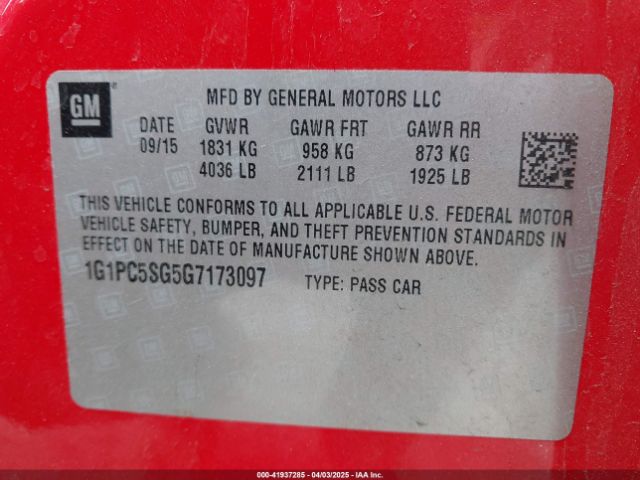 GM
MFD BY GENERAL MOTORS LLC
DATE GVWR GAWR FRT GAWR RR
09/15 1831 KG 958 KG 873 KG
4036 LB 2111 LB 1925 LB
THIS VEHICLE CONFORMS TO ALL APPLICABLE U.S. FEDERAL MOTOR
VEHICLE SAFETY, BUMPER, AND THEFT PREVENTION STANDARDS IN
EFFECT ON THE DATE OF MANUFACTURE SHOWN ABOVE.
1G1PC5SG5G7173097 TYPE: PASS CAR
000-41937285 - 04/03/2025 - IAA Inc.